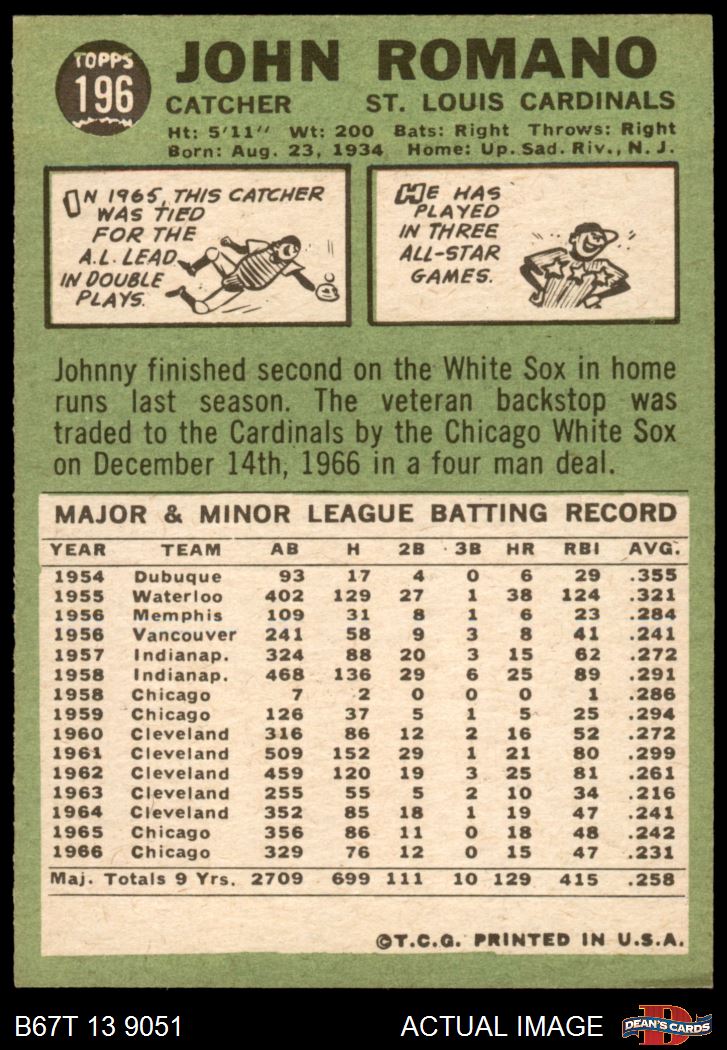 TOPPS
196
JOHN ROMANO
CATCHER ST. LOUIS CARDINALS
Ht: 5'11" Wt: 200 Bats: Right Throws: Right
Born: Aug. 23, 1934 Home: Up. Sad. Riv., N. J.
IN 1965, THIS CATCHER
WAS TIED
FOR THE
A.L. LEAD
IN DOUBLE
PLAYS.
HE HAS
PLAYED
IN THREE
ALL-STAR
GAMES.
Johnny finished second on the White Sox in home
runs last season. The veteran backstop was
traded to the Cardinals by the Chicago White Sox
on December 14th, 1966 in a four man deal.
MAJOR & MINOR LEAGUE BATTING RECORD
YEAR TEAM AB H 2B 3B HR RBI AVG.
1954 Dubuque 93 17 4 0 6 29 .355
1955 Waterloo 402 129 27 1 38 124 .321
1956 Memphis 109 31 8 1 6 23 .284
1956 Vancouver 241 58 9 3 8 41 .241
1957 Indianap. 324 88 20 3 15 62 .272
1958 Indianap. 468 136 29 6 25 89 .291
1958 Chicago 7 2 0 0 0 1 .286
1959 Chicago 126 37 5 1 5 25 .294
1960 Cleveland 316 86 12 2 16 52 .272
1961 Cleveland 509 152 29 1 21 80 .299
1962 Cleveland 459 120 19 3 25 81 .261
1963 Cleveland 255 55 5 2 10 34 .216
1964 Cleveland 352 85 18 1 19 47 .241
1965 Chicago 356 86 11 0 18 48 .242
1966 Chicago 329 76 12 0 15 47 .231
Maj. Totals 9 Yrs. 2709 699 111 10 129 415 .258
©T.C.G. PRINTED IN U.S.A.
B67T 13 9051 ACTUAL IMAGE
D
DEAN'S CARDS